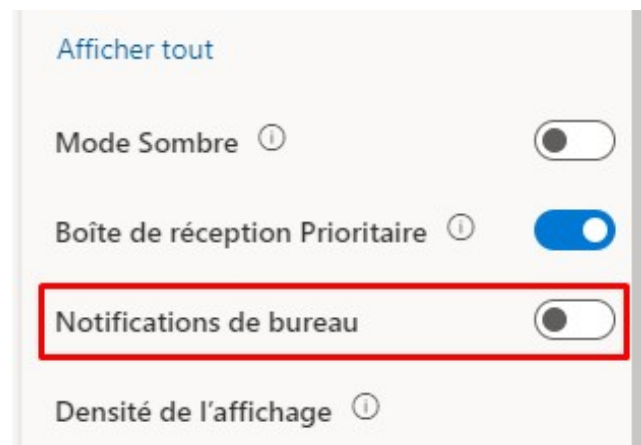 Afficher tout
Mode Sombre
Boîte de réception Prioritaire
Notifications de bureau
Densité de l'affichage